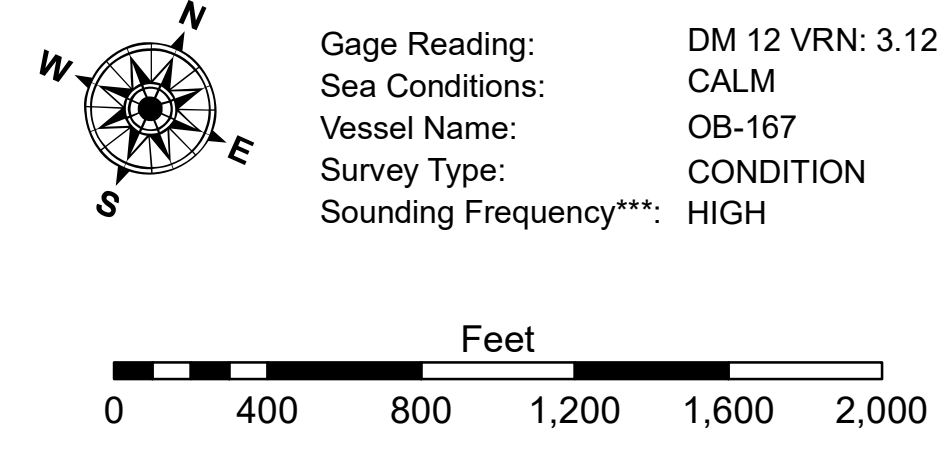 N
W
E
S
Gage Reading: DM 12 VRN: 3.12
Sea Conditions: CALM
Vessel Name: OB-167
Survey Type: CONDITION
Sounding Frequency***: HIGH
Feet
0 400 800 1,200 1,600 2,000